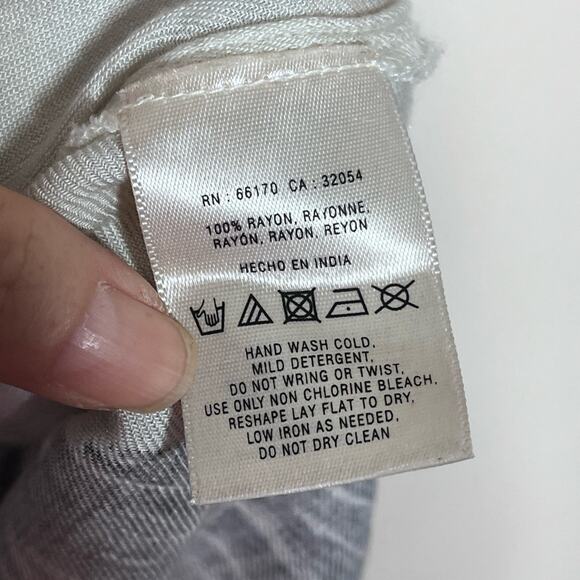 RN : 66170 CA : 32054
100% RAYON, RAYONNE,
RAYÓN, RAYON, REYON
HECHO EN INDIA
HAND WASH COLD,
MILD DETERGENT,
DO NOT WRING OR TWIST,
USE ONLY NON CHLORINE BLEACH.
RESHAPE LAY FLAT TO DRY,
LOW IRON AS NEEDED,
DO NOT DRY CLEAN